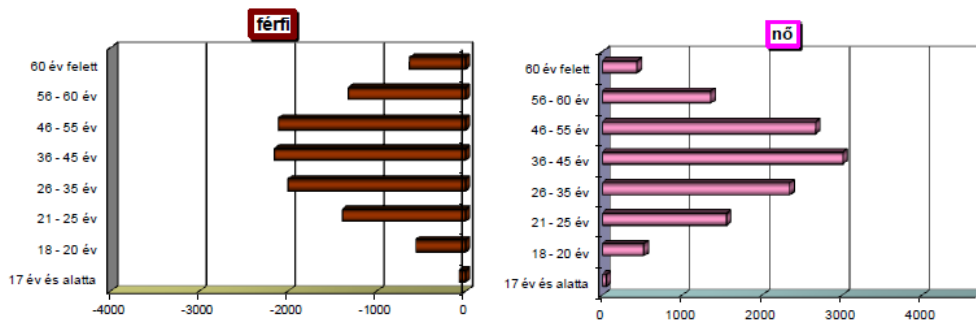 férfi
60 év felett
56 - 60 év
46 - 55 év
36 - 45 év
26 - 35 év
21 - 25 év
18 - 20 év
17 év és alatta
-4000 -3000 -2000 -1000 0
nő
60 év felett
56 - 60 év
46 - 55 év
36 - 45 év
26 - 35 év
21 - 25 év
18 - 20 év
17 év és alatta
0 1000 2000 3000 4000